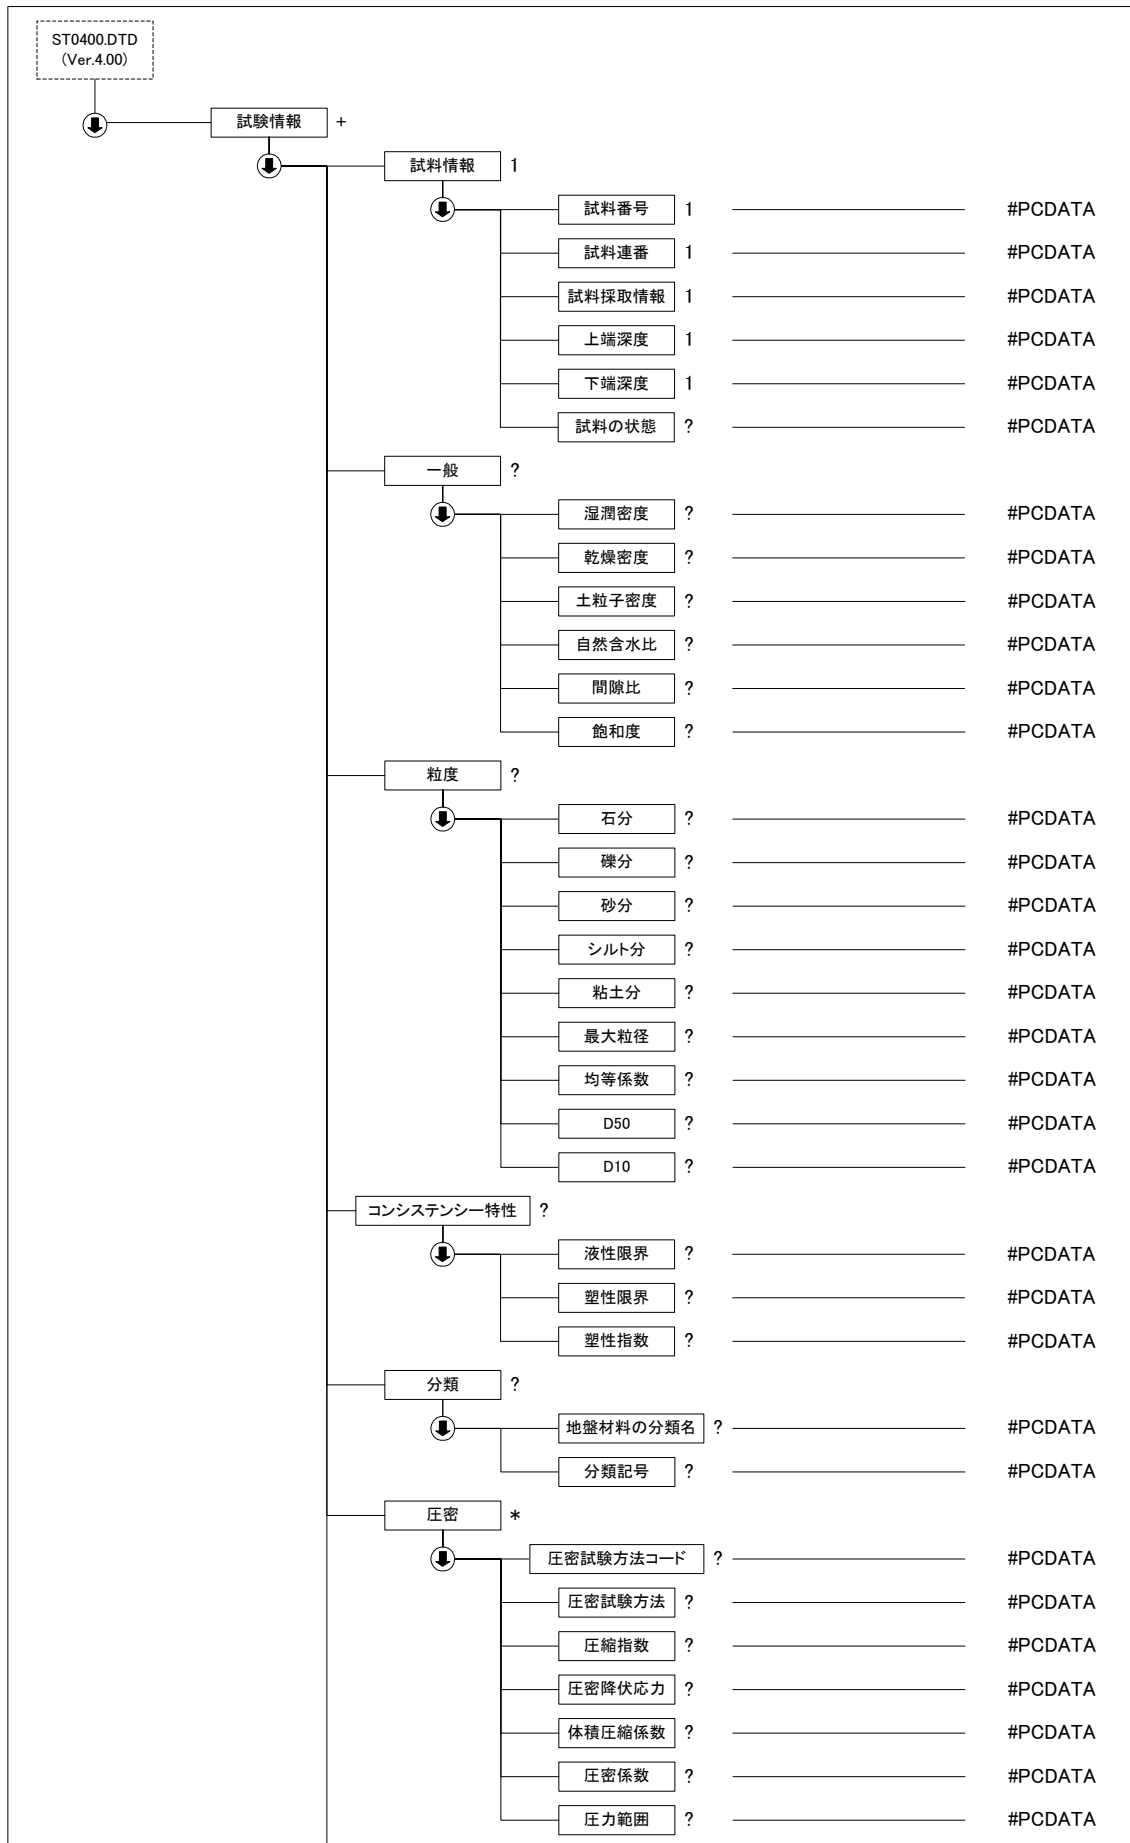 ST0400.DTD
(Ver.4.00)
試験情報 +
試料情報 1
試料番号 1 #PCDATA
試料連番 1 #PCDATA
試料採取情報 1 #PCDATA
上端深度 1 #PCDATA
下端深度 1 #PCDATA
試料の状態 ? #PCDATA
一般 ?
湿潤密度 ? #PCDATA
乾燥密度 ? #PCDATA
土粒子密度 ? #PCDATA
自然含水比 ? #PCDATA
間隙比 ? #PCDATA
飽和度 ? #PCDATA
粒度 ?
石分 ? #PCDATA
礫分 ? #PCDATA
砂分 ? #PCDATA
シルト分 ? #PCDATA
粘土分 ? #PCDATA
最大粒径 ? #PCDATA
均等係数 ? #PCDATA
D50 ? #PCDATA
D10 ? #PCDATA
コンシステンシー特性 ?
液性限界 ? #PCDATA
塑性限界 ? #PCDATA
塑性指数 ? #PCDATA
分類 ?
地盤材料の分類名 ? #PCDATA
分類記号 ? #PCDATA
圧密 *
圧密試験方法コード ? #PCDATA
圧密試験方法 ? #PCDATA
圧縮指数 ? #PCDATA
圧密降伏応力 ? #PCDATA
体積圧縮係数 ? #PCDATA
圧密係数 ? #PCDATA
圧力範囲 ? #PCDATA